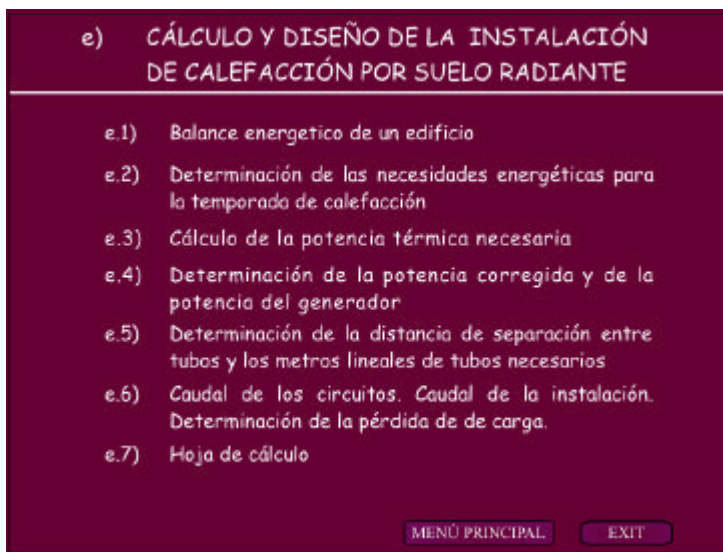 e) CÁLCULO Y DISEÑO DE LA INSTALACIÓN
DE CALEFACCIÓN POR SUELO RADIANTE
e.1) Balance energetico de un edificio
e.2) Determinación de las necesidades energéticas para
la temporada de calefacción
e.3) Cálculo de la potencia térmica necesaria
e.4) Determinación de la potencia corregida y de la
potencia del generador
e.5) Determinación de la distancia de separación entre
tubos y los metros lineales de tubos necesarios
e.6) Caudal de los circuitos. Caudal de la instalación.
Determinación de la pérdida de de carga.
e.7) Hoja de cálculo
MENÚ PRINCIPAL EXIT